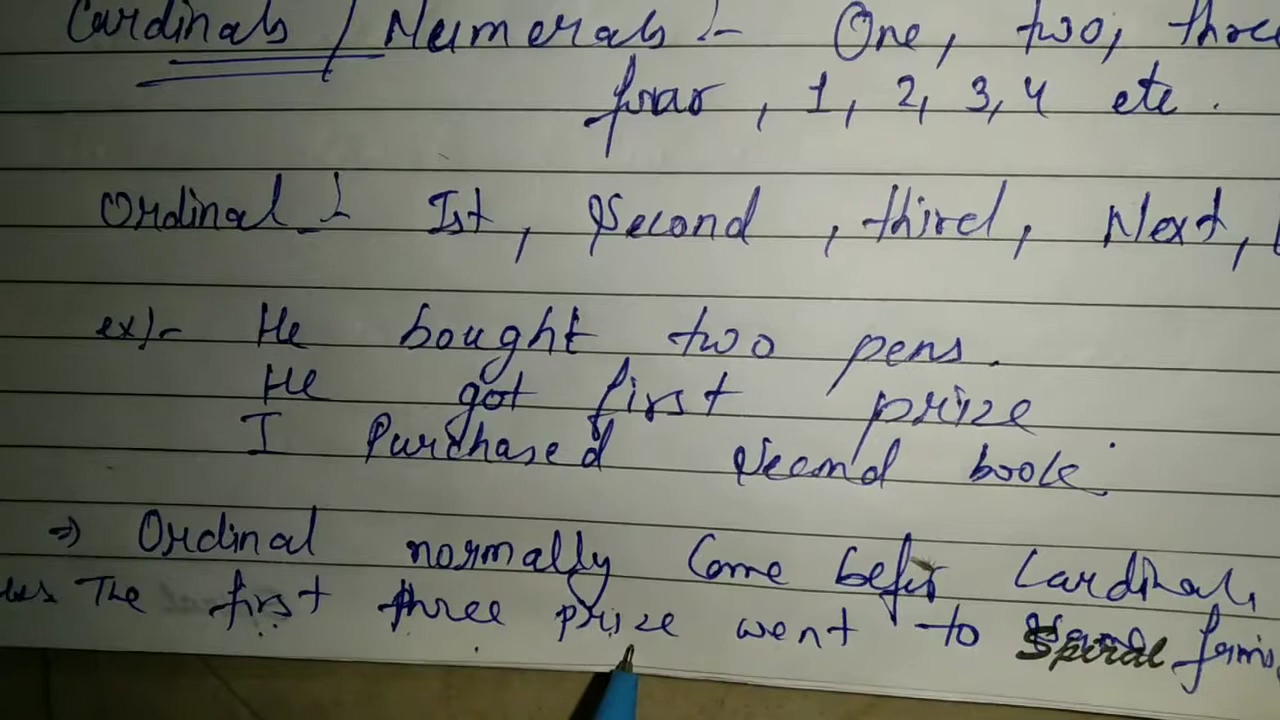 Cardinals / Numerals :- One, two, three
four, 1, 2, 3, 4 etc.
Ordinal :- Ist, Second, third, Next,
ex):- He bought two pens.
He got first prize
I Purchased Second book.
⇒ Ordinal normally Come befor Cardinals
The first three prize went to